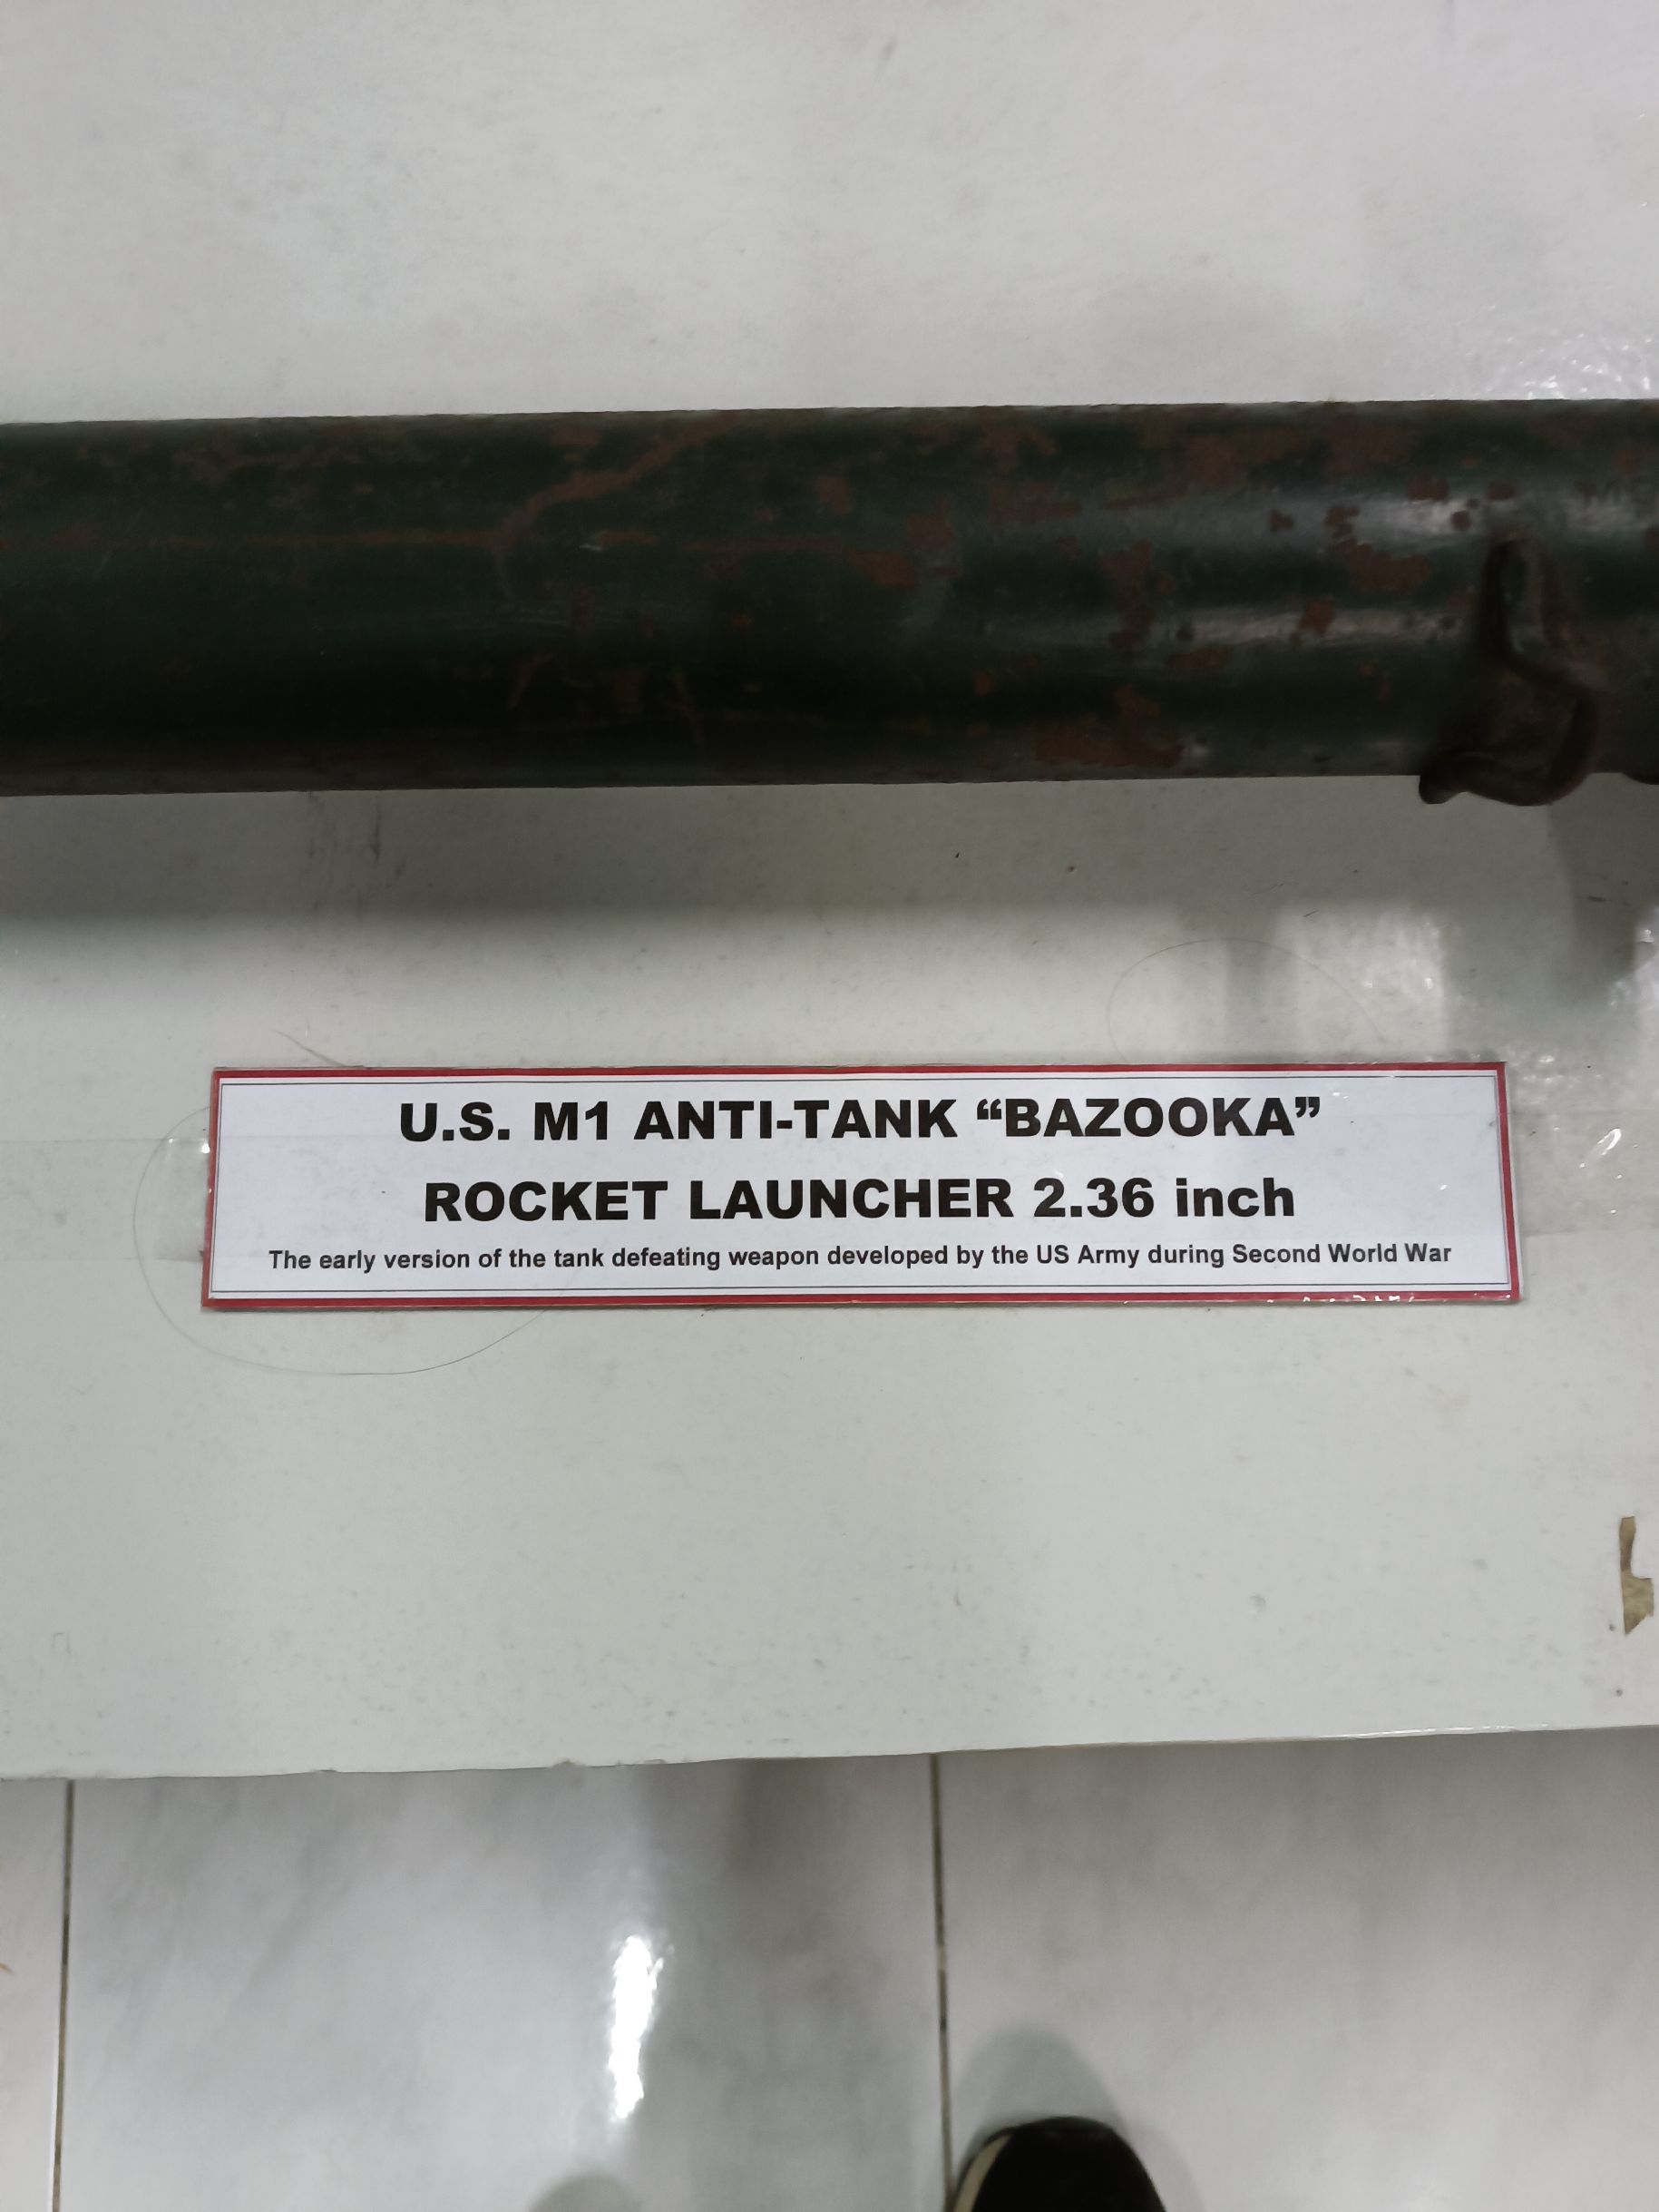 U.S. M1 ANTI-TANK “BAZOOKA”
ROCKET LAUNCHER 2.36 inch
The early version of the tank defeating weapon developed by the US Army during Second World War